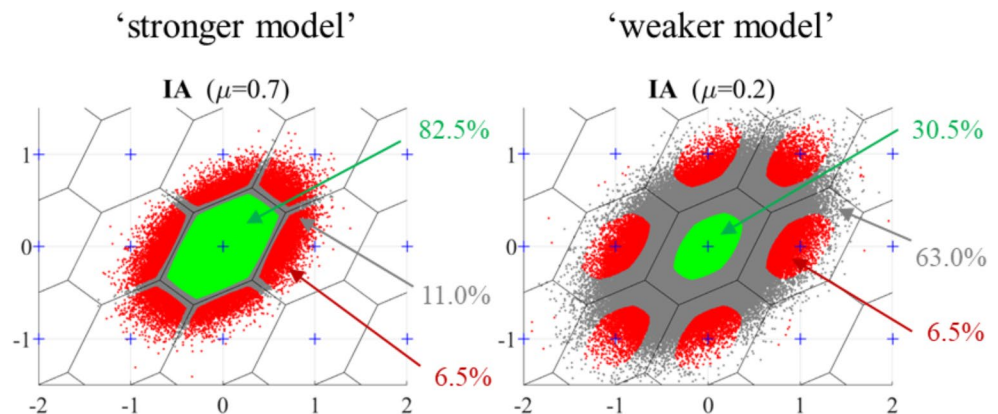 ‘stronger model’
‘weaker model’
IA (μ=0.7)
IA (μ=0.2)
82.5%
30.5%
1
0
-1
1
0
-1
11.0%
63.0%
6.5%
6.5%
-2 -1 0 1 2
-2 -1 0 1 2